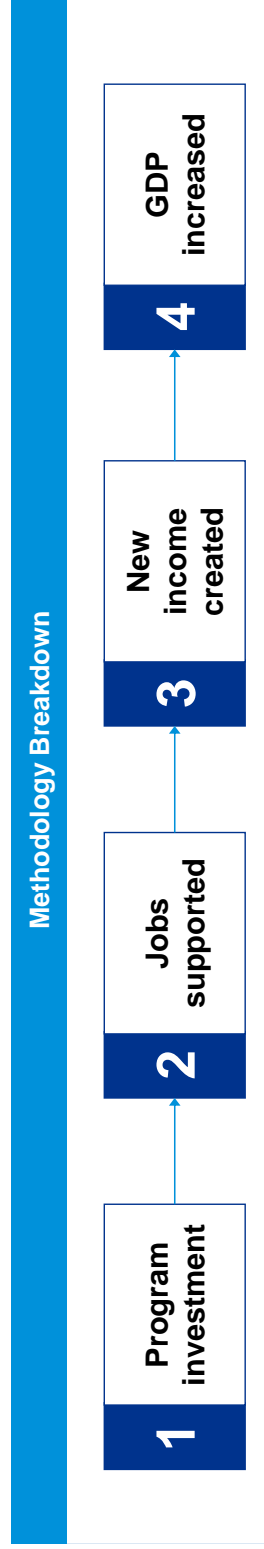 Methodology Breakdown
1
Program
investment
2
Jobs
supported
3
New
income
created
4
GDP
increased